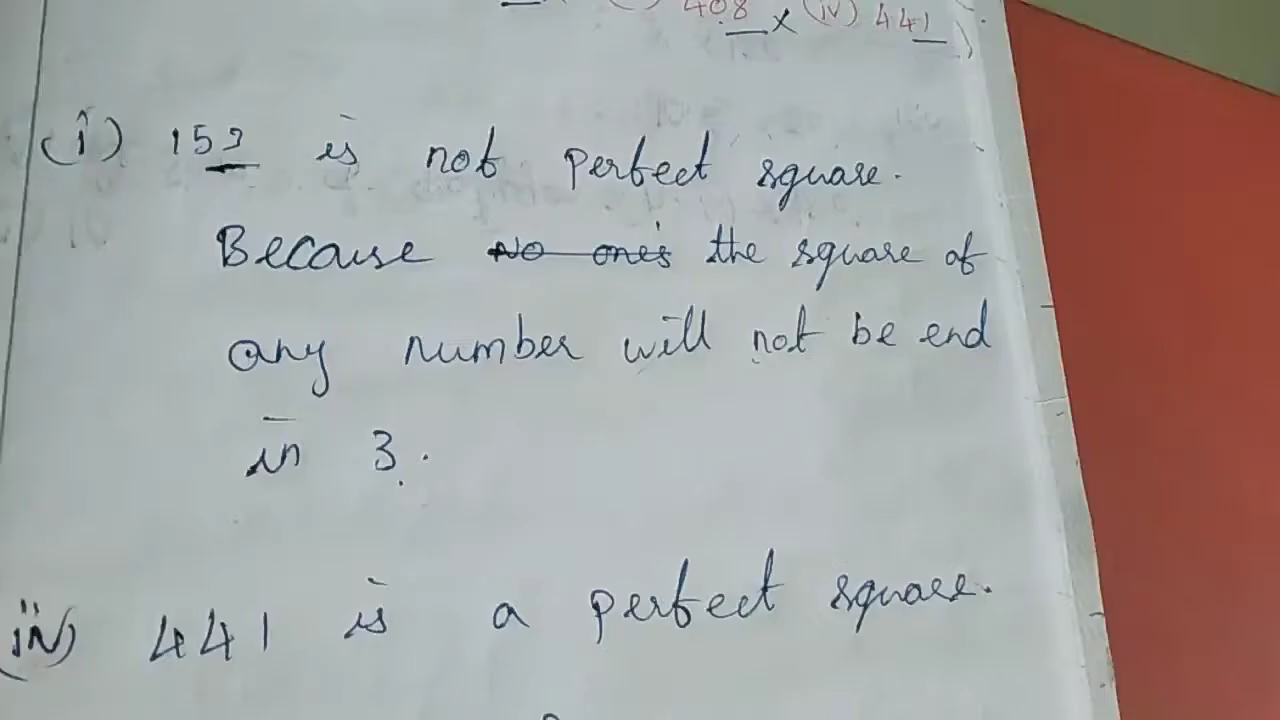 408 x (iv) 441)
(i) 153 is not perfect square.
Because No one's the square of
any number will not be end
in 3.
(iv) 441 is a perfect square.